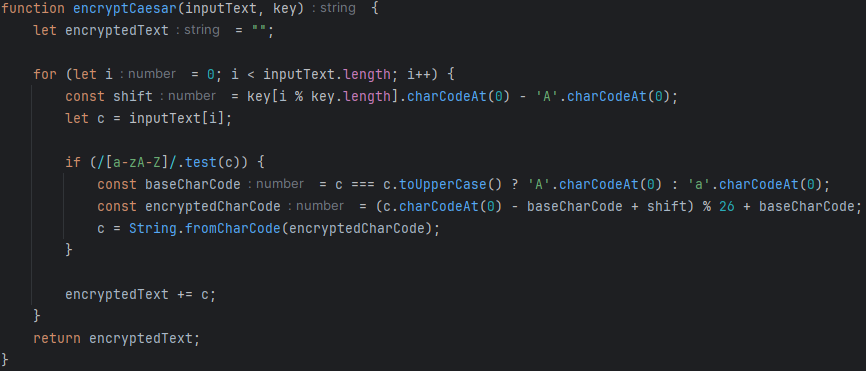 function encryptCaesar(inputText, key) : string {
    let encryptedText : string = "";
    for (let i : number = 0; i < inputText.length; i++) {
        const shift : number = key[i % key.length].charCodeAt(0) - 'A'.charCodeAt(0);
        let c = inputText[i];
        if (/[a-zA-Z]/.test(c)) {
            const baseCharCode : number = c === c.toUpperCase() ? 'A'.charCodeAt(0) : 'a'.charCodeAt(0);
            const encryptedCharCode : number = (c.charCodeAt(0) - baseCharCode + shift) % 26 + baseCharCode;
            c = String.fromCharCode(encryptedCharCode);
        }
        encryptedText += c;
    }
    return encryptedText;
}